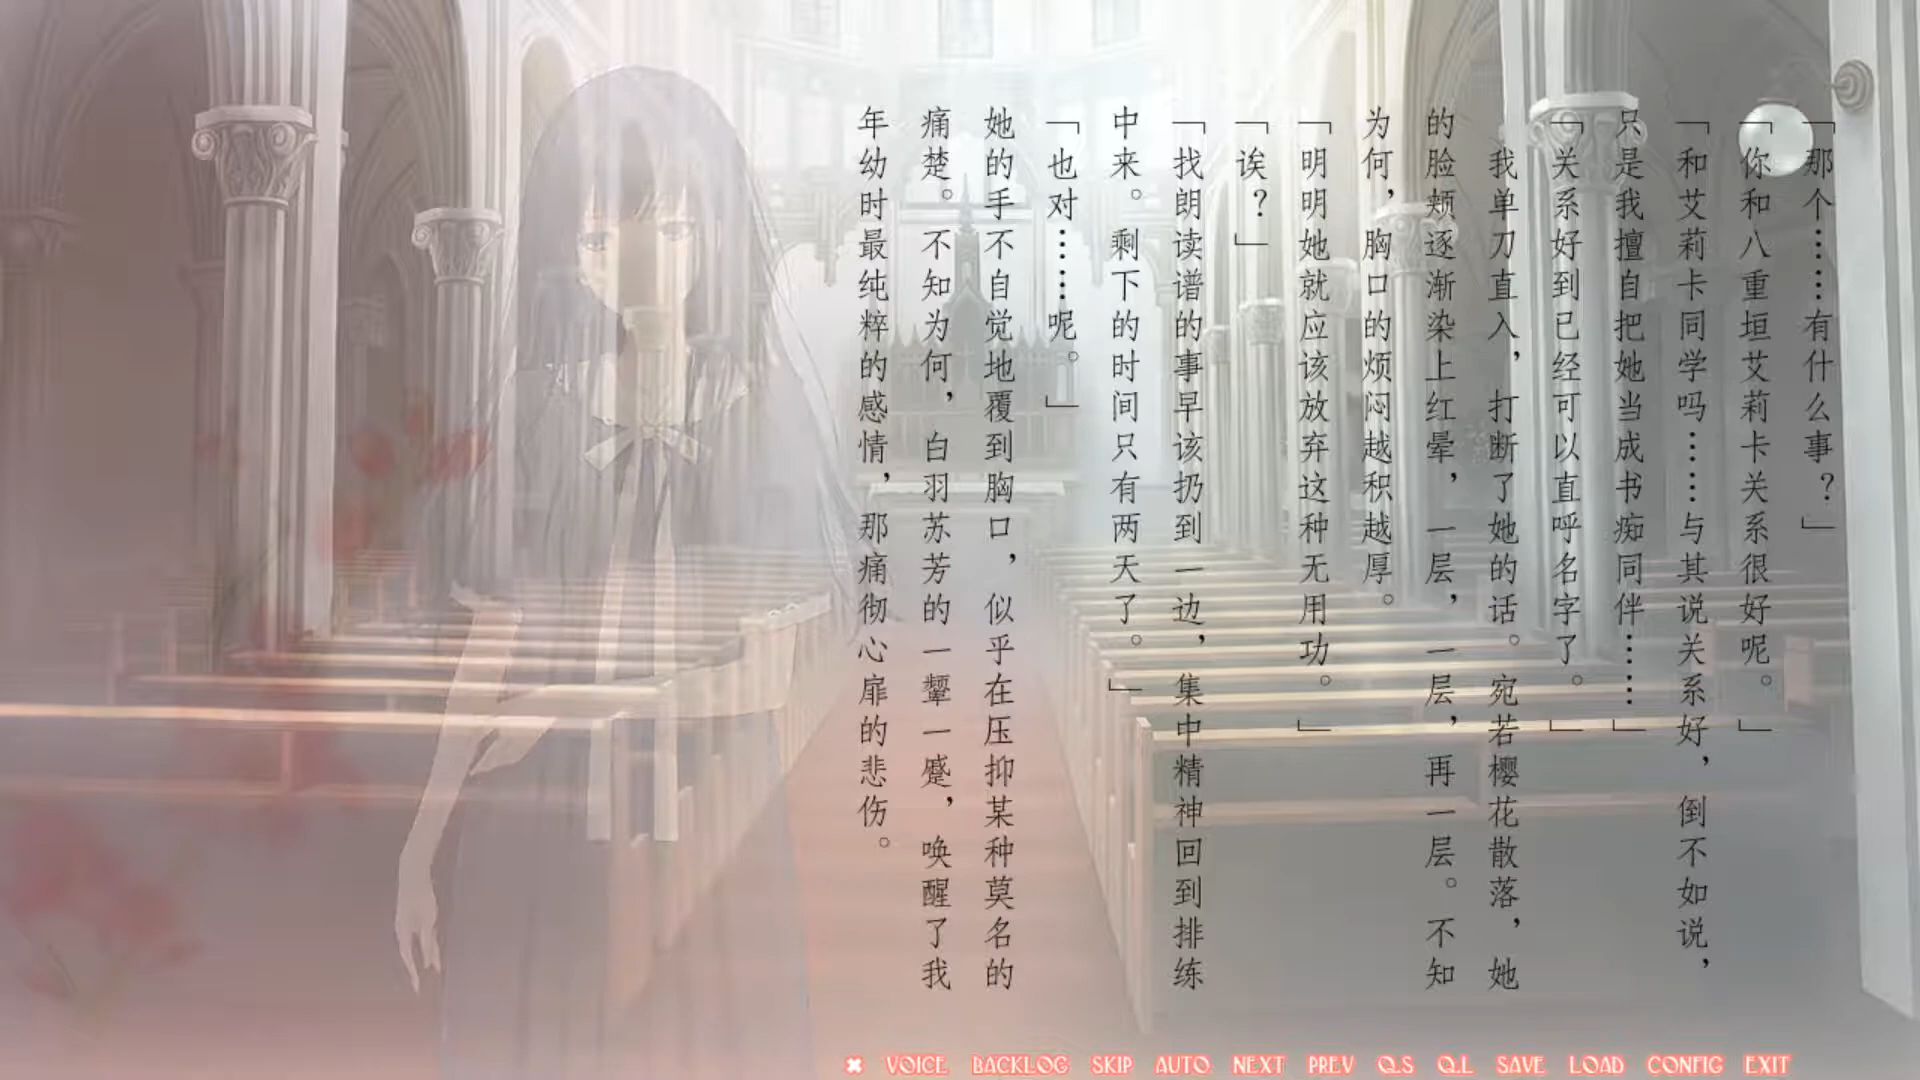 「那个……有什么事？」
「你和八重垣艾莉卡关系很好呢。」
「和艾莉卡同学吗……与其说关系好，倒不如说，
只是我擅自把她当成书痴同伴……」
「关系好到已经可以直呼名字了。」
我单刀直入，打断了她的话。宛若樱花散落，她
的脸颊逐渐染上红晕，一层，一层，再一层。不知
为何，胸口的烦闷越积越厚。
「明明她就应该放弃这种无用功。」
「诶？」
「找朗读谱的事早该扔到一边，集中精神回到排练
中来。剩下的时间只有两天了。」
「也对……呢。」
她的手不自觉地覆到胸口，似乎在压抑某种莫名的
痛楚。不知为何，白羽苏芳的一颦一蹙，唤醒了我
年幼时最纯粹的感情，那痛彻心扉的悲伤。
✖ VOICE BACKLOG SKIP AUTO NEXT PREV Q.S Q.L SAVE LOAD CONFIG EXIT